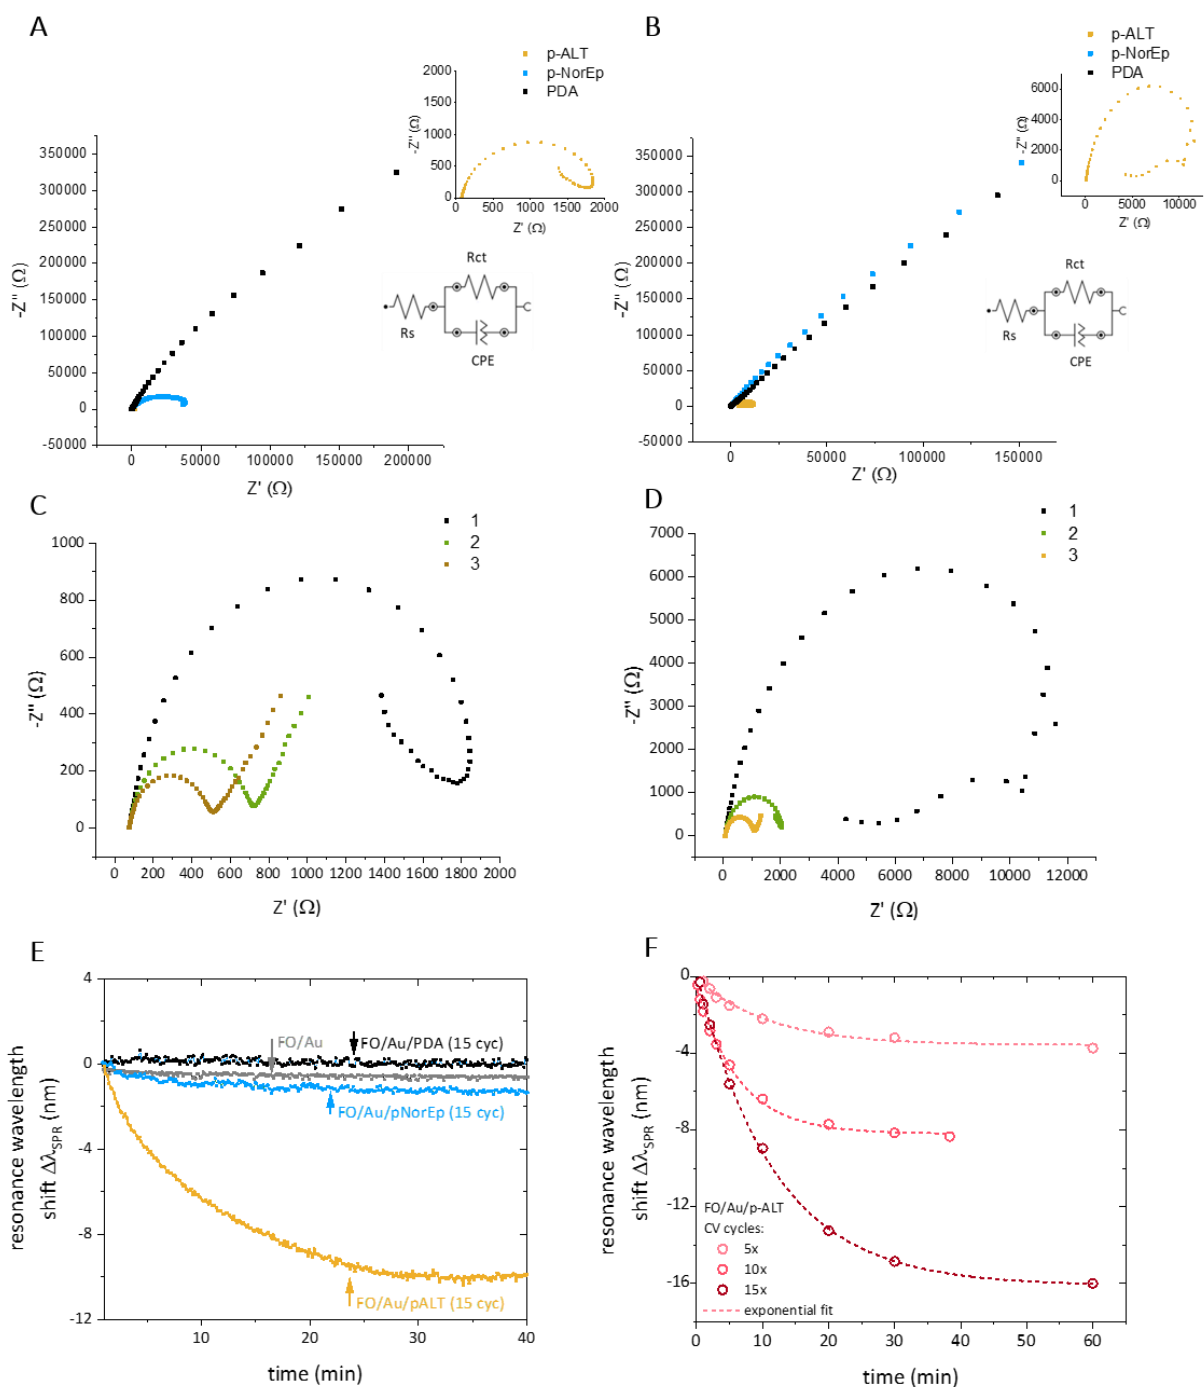 A
p-ALT
p-NorEp
PDA
2000
1500
1000
500
0
-Z'' (Ω)
0 500 1000 1500 2000
Z' (Ω)
350000
300000
250000
200000
150000
100000
50000
0
-50000
-Z'' (Ω)
Rct
Rs
CPE
0 50000 100000 150000 200000
Z' (Ω)
B
p-ALT
p-NorEp
PDA
6000
4000
2000
0
-Z'' (Ω)
0 5000 10000
Z' (Ω)
350000
300000
250000
200000
150000
100000
50000
0
-50000
-Z'' (Ω)
Rct
Rs
CPE
0 50000 100000 150000
Z' (Ω)
C
1
2
3
1000
800
600
400
200
0
-Z'' (Ω)
0 200 400 600 800 1000 1200 1400 1600 1800 2000
Z' (Ω)
D
1
2
3
7000
6000
5000
4000
3000
2000
1000
0
-Z'' (Ω)
0 2000 4000 6000 8000 10000 12000
Z' (Ω)
E
4
0
-4
-8
-12
resonance wavelength
shift ΔλSPR (nm)
FO/Au
FO/Au/PDA (15 cyc)
FO/Au/pNorEp (15 cyc)
FO/Au/pALT (15 cyc)
10 20 30 40
time (min)
F
0
-4
-8
-12
-16
resonance wavelength
shift ΔλSPR (nm)
FO/Au/p-ALT
CV cycles:
5x
10x
15x
exponential fit
0 10 20 30 40 50 60
time (min)